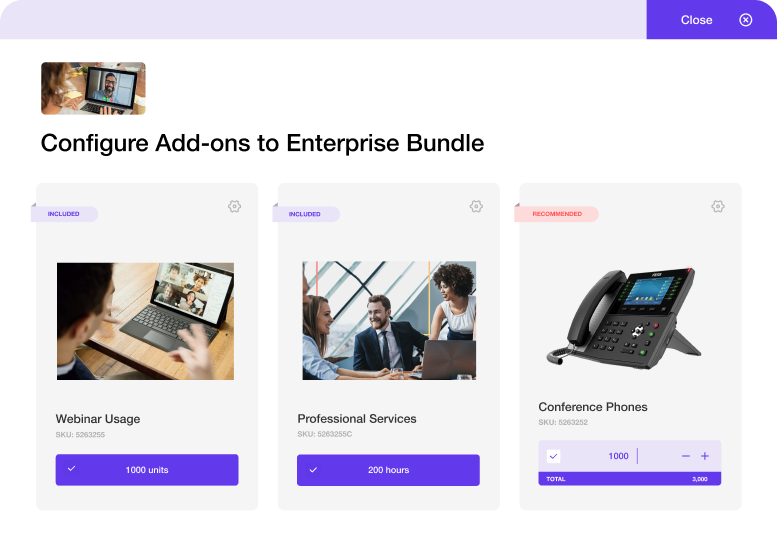 Close
Configure Add-ons to Enterprise Bundle
INCLUDED
INCLUDED
RECOMMENDED
Webinar Usage
SKU: 5263255
1000 units
Professional Services
SKU: 5263255C
200 hours
Conference Phones
SKU: 5263252
1000
TOTAL 3,000